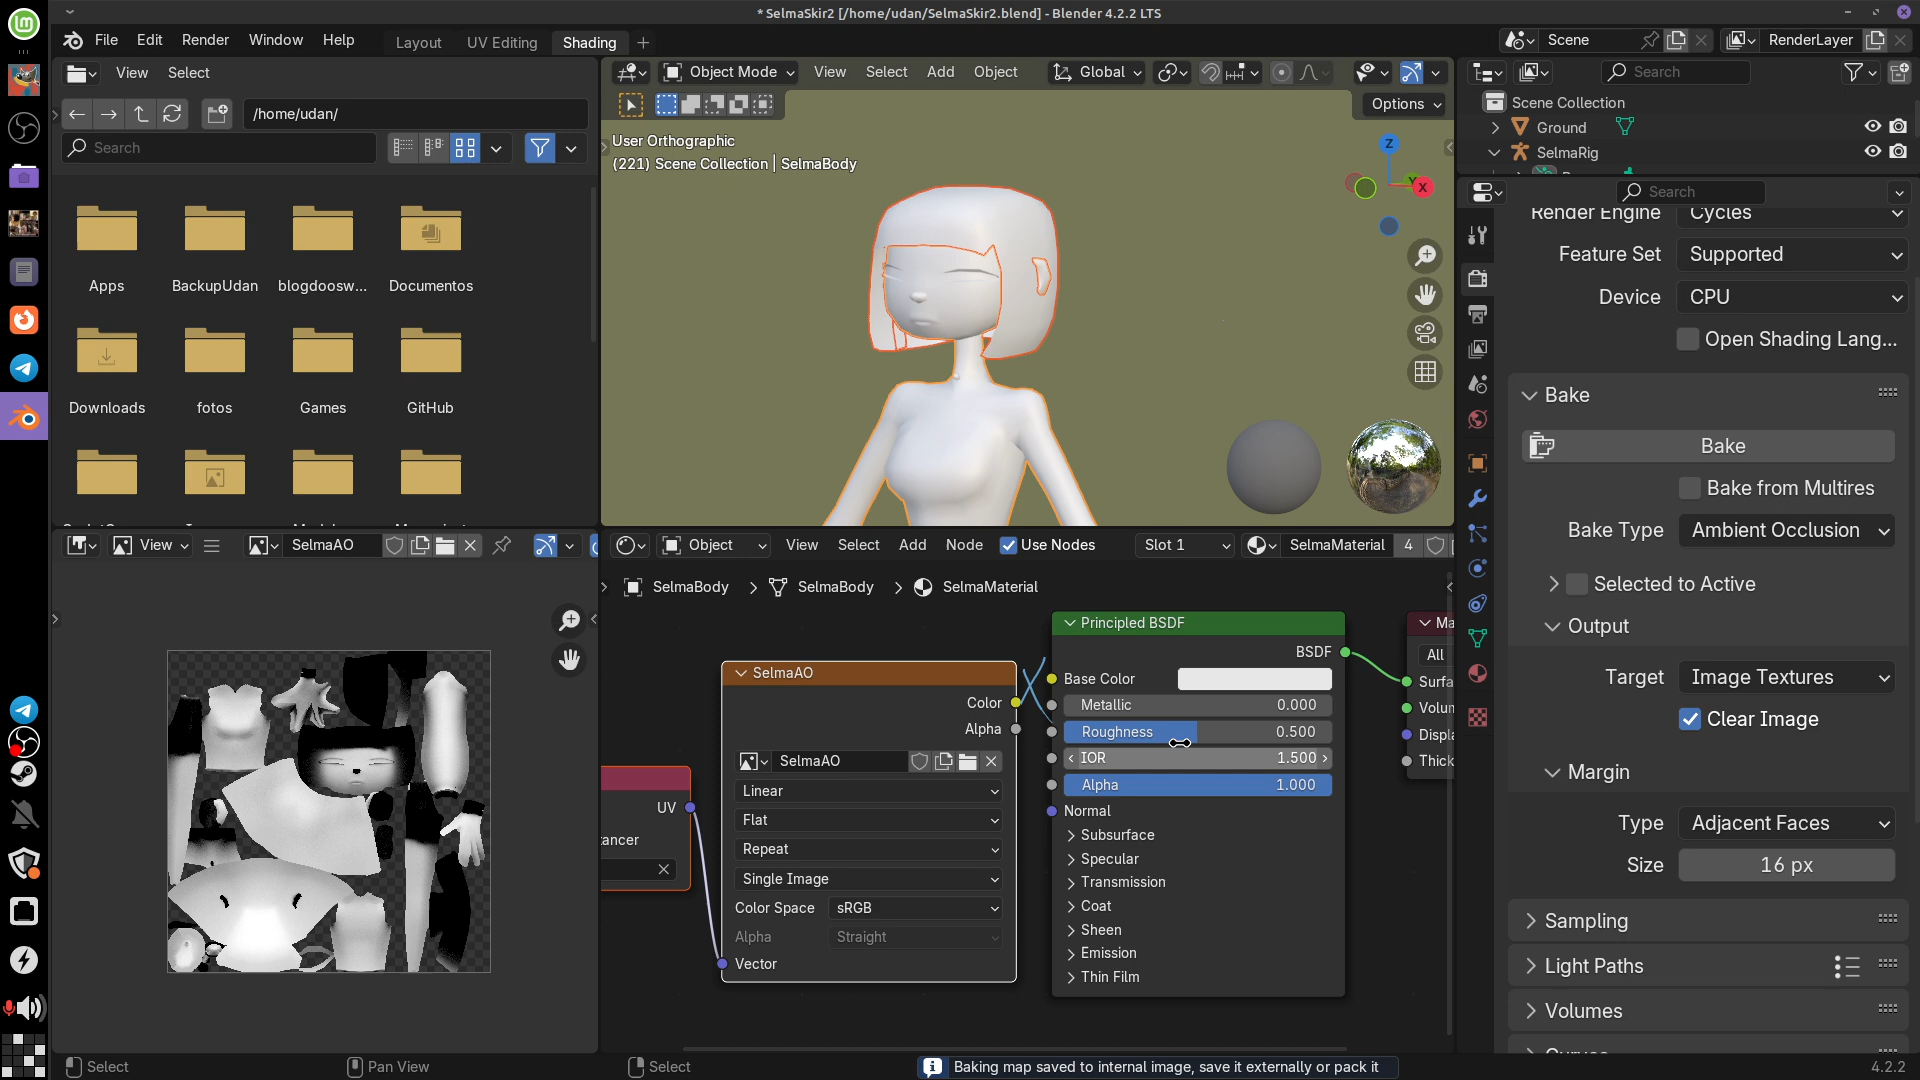 * SelmaSkir2 [/home/udan/SelmaSkir2.blend] - Blender 4.2.2 LTS
File Edit Render Window Help Layout UV Editing Shading Scene RenderLayer
View Select
/home/udan/
Search
Apps BackupUdan blogdoosw... Documentos
Downloads fotos Games GitHub
Object Mode View Select Add Object Global
Options
User Orthographic
(221) Scene Collection | SelmaBody
Z
Y
X
Search
Scene Collection
Ground
SelmaRig
Search
Render Engine Cycles
Feature Set Supported
Device CPU
Open Shading Lang...
Bake
Bake
Bake from Multires
Bake Type Ambient Occlusion
Selected to Active
Output
Target Image Textures
Clear Image
Margin
Type Adjacent Faces
Size 16 px
Sampling
Light Paths
Volumes
View SelmaAO
Object View Select Add Node Use Nodes Slot 1 SelmaMaterial 4
SelmaBody SelmaBody SelmaMaterial
UV
tancer
SelmaAO
Color
Alpha
SelmaAO
Linear
Flat
Repeat
Single Image
Color Space sRGB
Alpha Straight
Vector
Principled BSDF
BSDF
Base Color
Metallic 0.000
Roughness 0.500
IOR 1.500
Alpha 1.000
Normal
Subsurface
Specular
Transmission
Coat
Sheen
Emission
Thin Film
Ma
All
Surfa
Volu
Displa
Thick
Select Pan View Select Baking map saved to internal image, save it externally or pack it 4.2.2